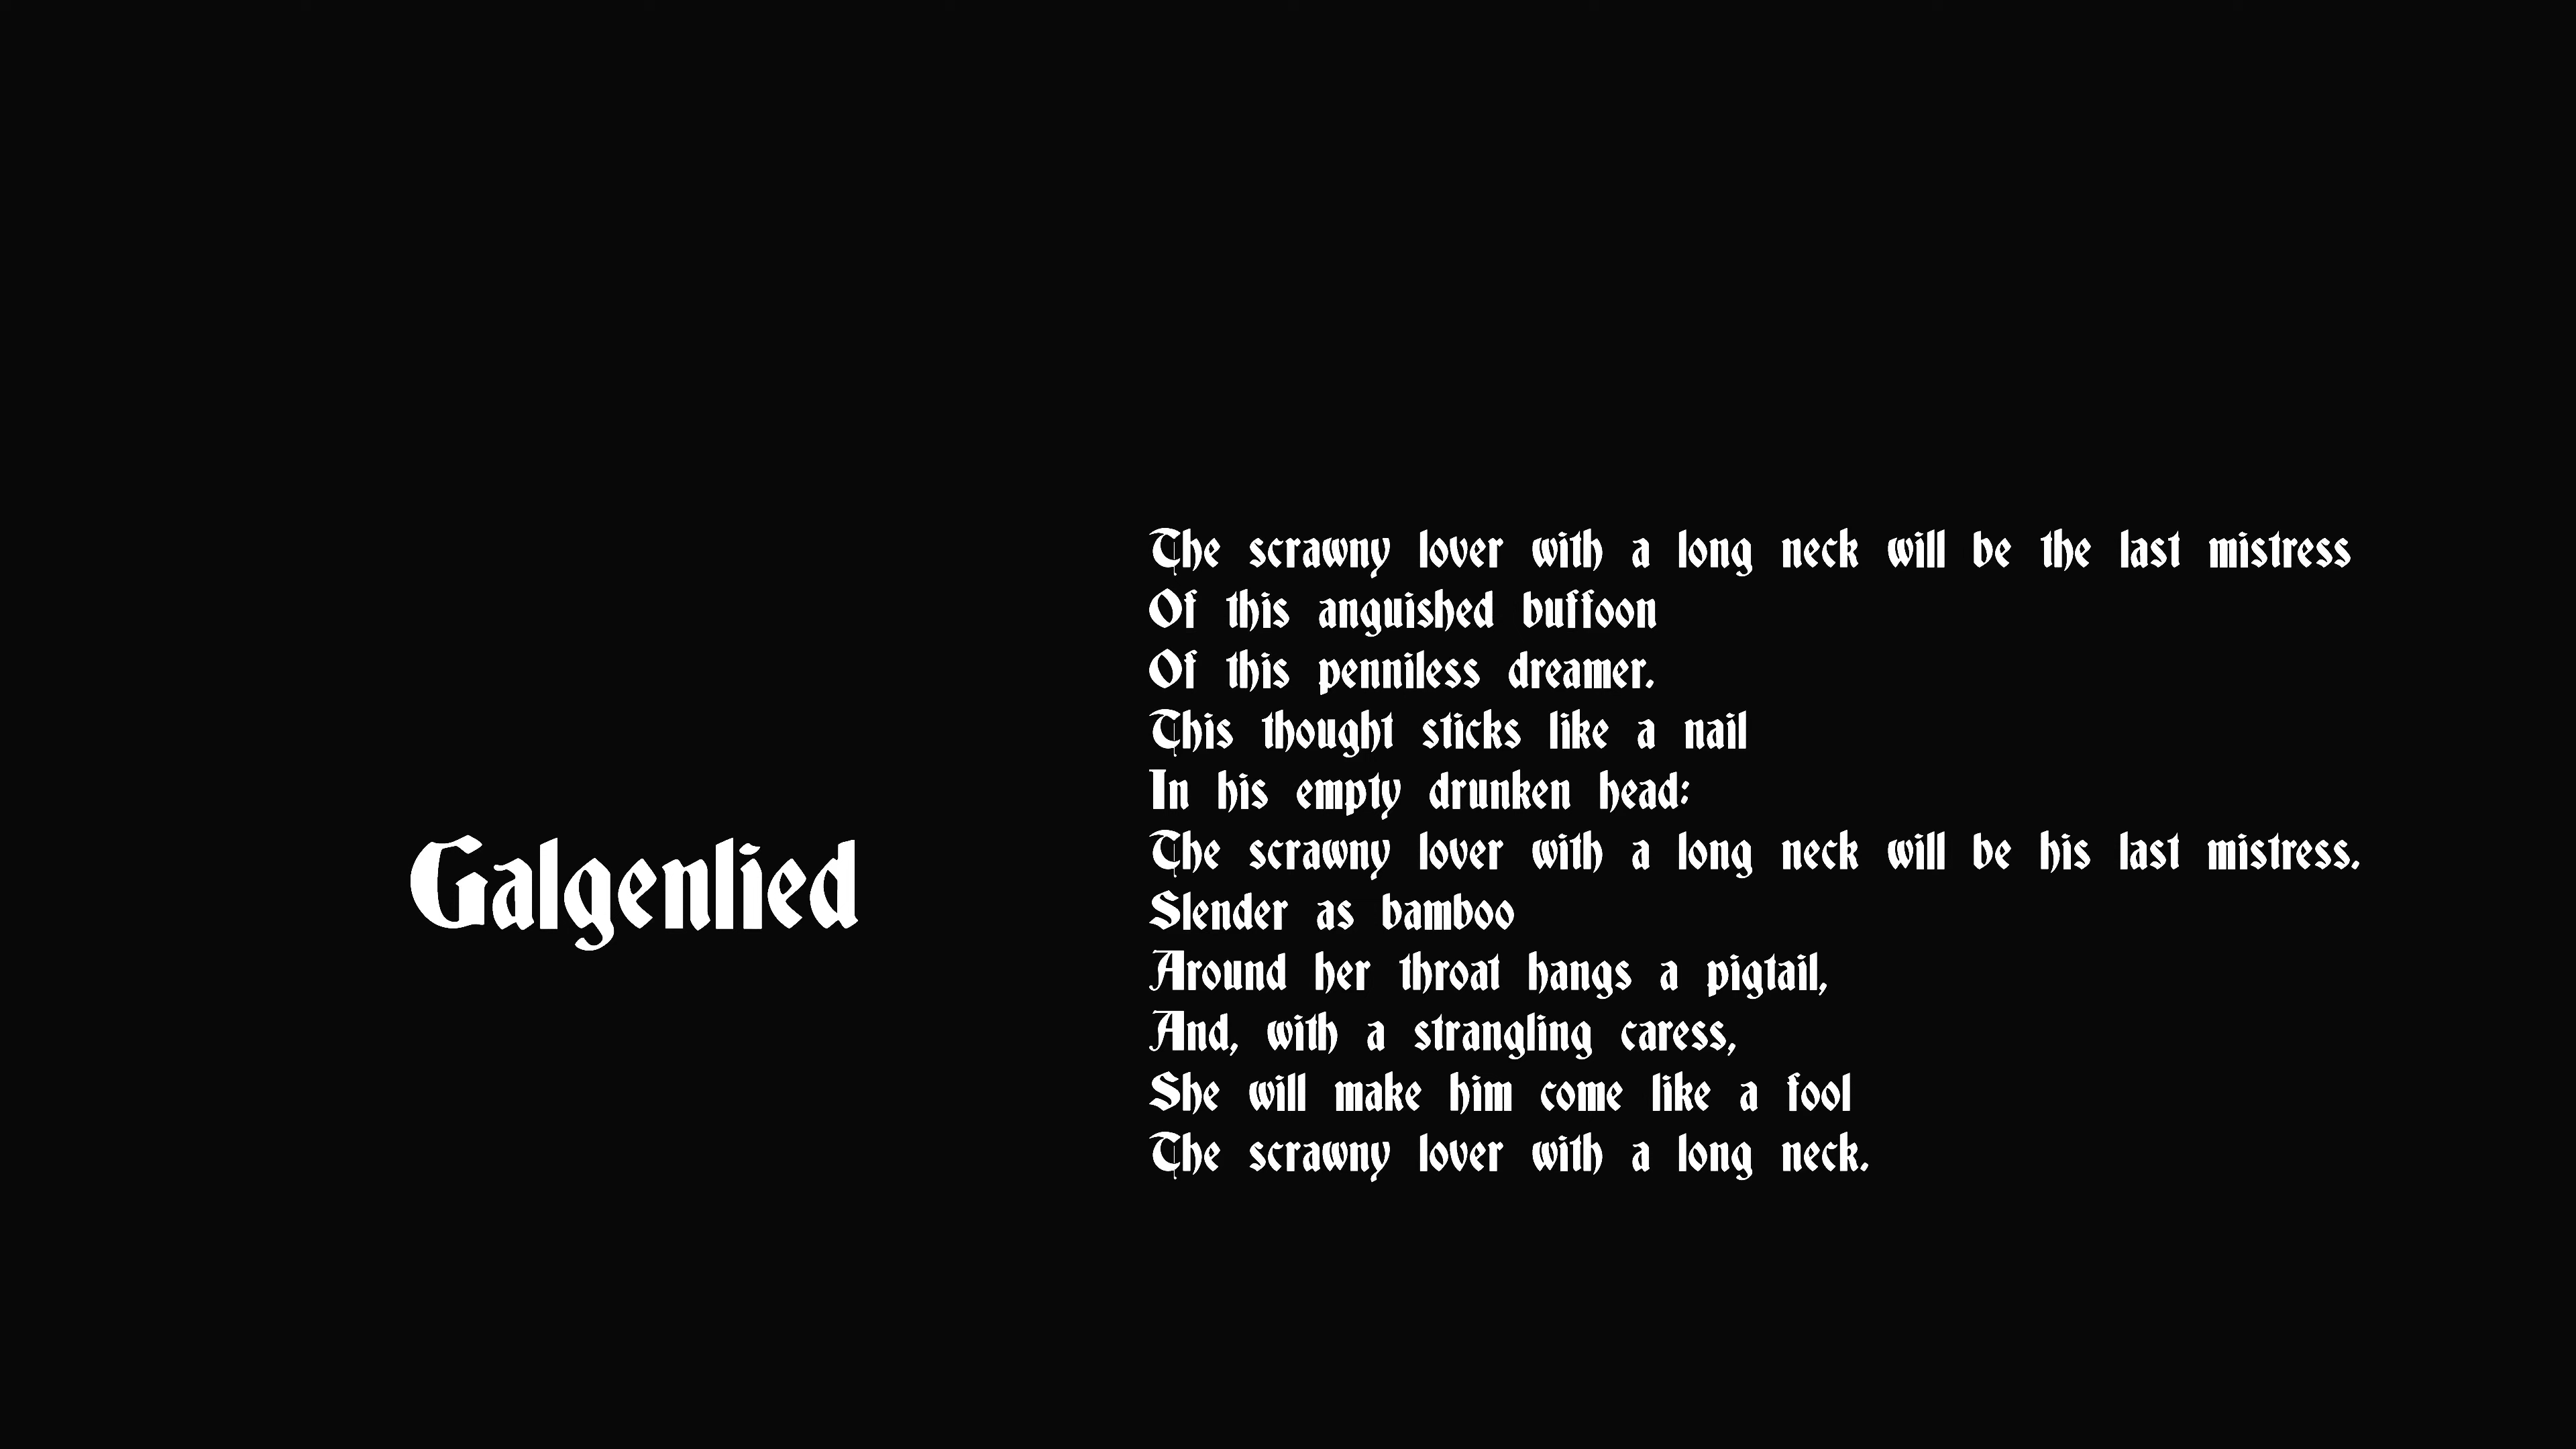 Galgenlied
The scrawny lover with a long neck will be the last mistress
Of this anguished buffoon
Of this penniless dreamer.
This thought sticks like a nail
In his empty drunken head:
The scrawny lover with a long neck will be his last mistress.
Slender as bamboo
Around her throat hangs a pigtail,
And, with a strangling caress,
She will make him come like a fool
The scrawny lover with a long neck.